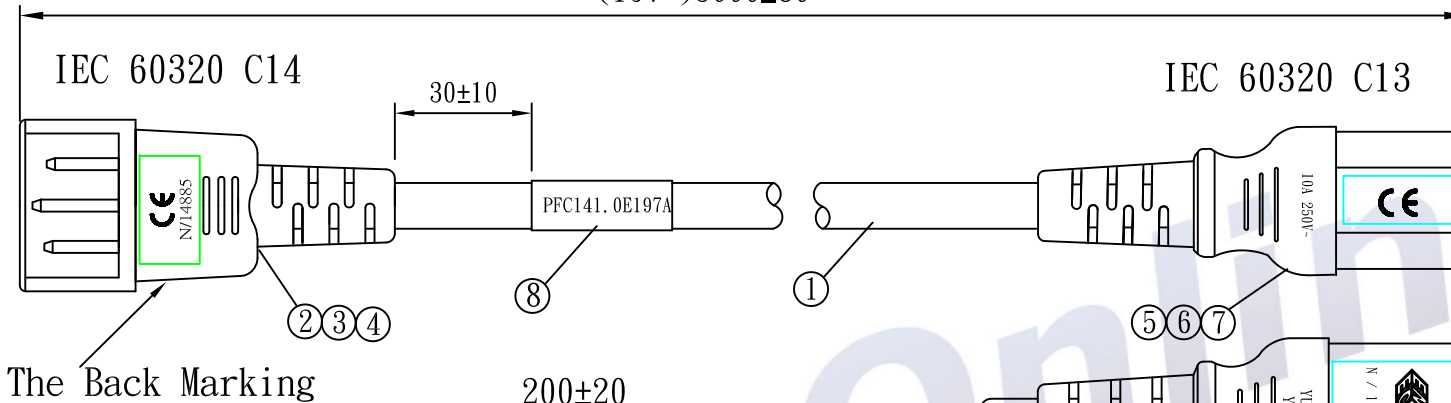 IEC 60320 C14
IEC 60320 C13
30±10
CE
N/14885
PFC141.0E197A
10A 250V~
CE
①
⑧
②③④
⑤⑥⑦
The Back Marking
200±20
Onlin